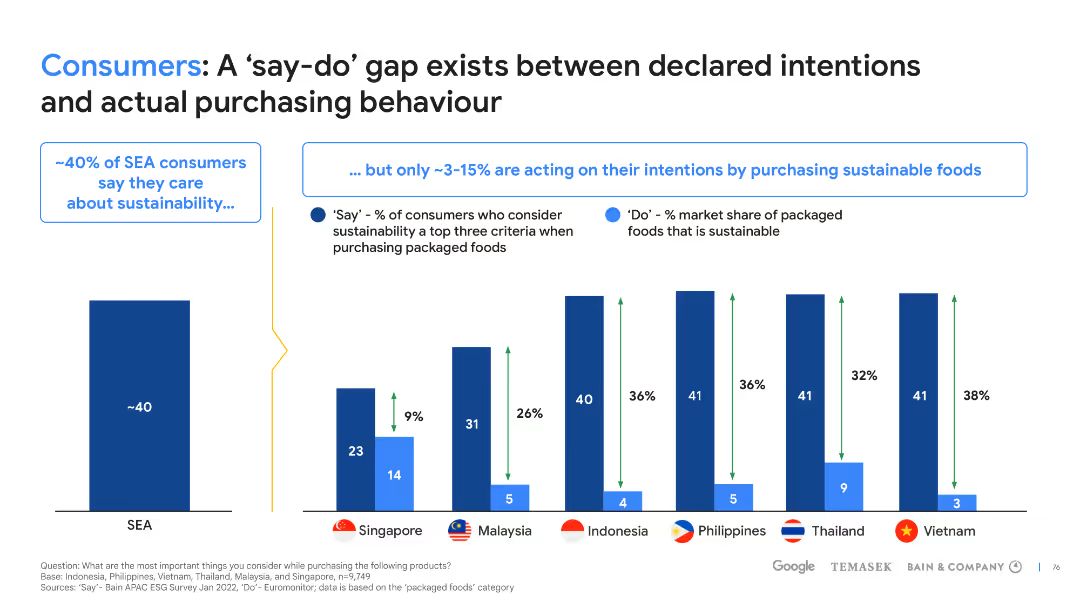 Consumers: A ‘say-do’ gap exists between declared intentions
and actual purchasing behaviour
~40% of SEA consumers
say they care
about sustainability...
... but only ~3-15% are acting on their intentions by purchasing sustainable foods
‘Say’ - % of consumers who consider
sustainability a top three criteria when
purchasing packaged foods
‘Do’ - % market share of packaged
foods that is sustainable
~40
SEA
23
14
9%
31
5
26%
40
4
36%
41
5
36%
41
9
32%
41
3
38%
Singapore
Malaysia
Indonesia
Philippines
Thailand
Vietnam
Question: What are the most important things you consider while purchasing the following products?
Base: Indonesia, Philippines, Vietnam, Thailand, Malaysia, and Singapore, n=9,749
Sources: ‘Say’- Bain APAC ESG Survey Jan 2022, ‘Do’- Euromonitor; data is based on the ‘packaged foods’ category
Google TEMASEK BAIN & COMPANY | 76